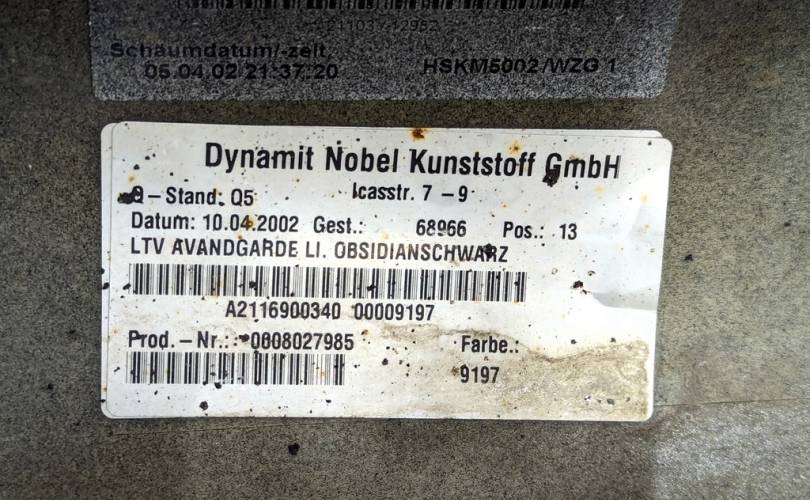 Schaumdatum/-zeit
05.04.02 21:37:20 HSKM5002/WZG 1
Dynamit Nobel Kunststoff GmbH
Q-Stand: Q5 Icasstr. 7 - 9
Datum: 10.04.2002 Gest.: 68966 Pos.: 13
LTV AVANDGARDE LI. OBSIDIANSCHWARZ
A2116900340 00009197
Prod.-Nr.: 0608027985 Farbe.:
9197